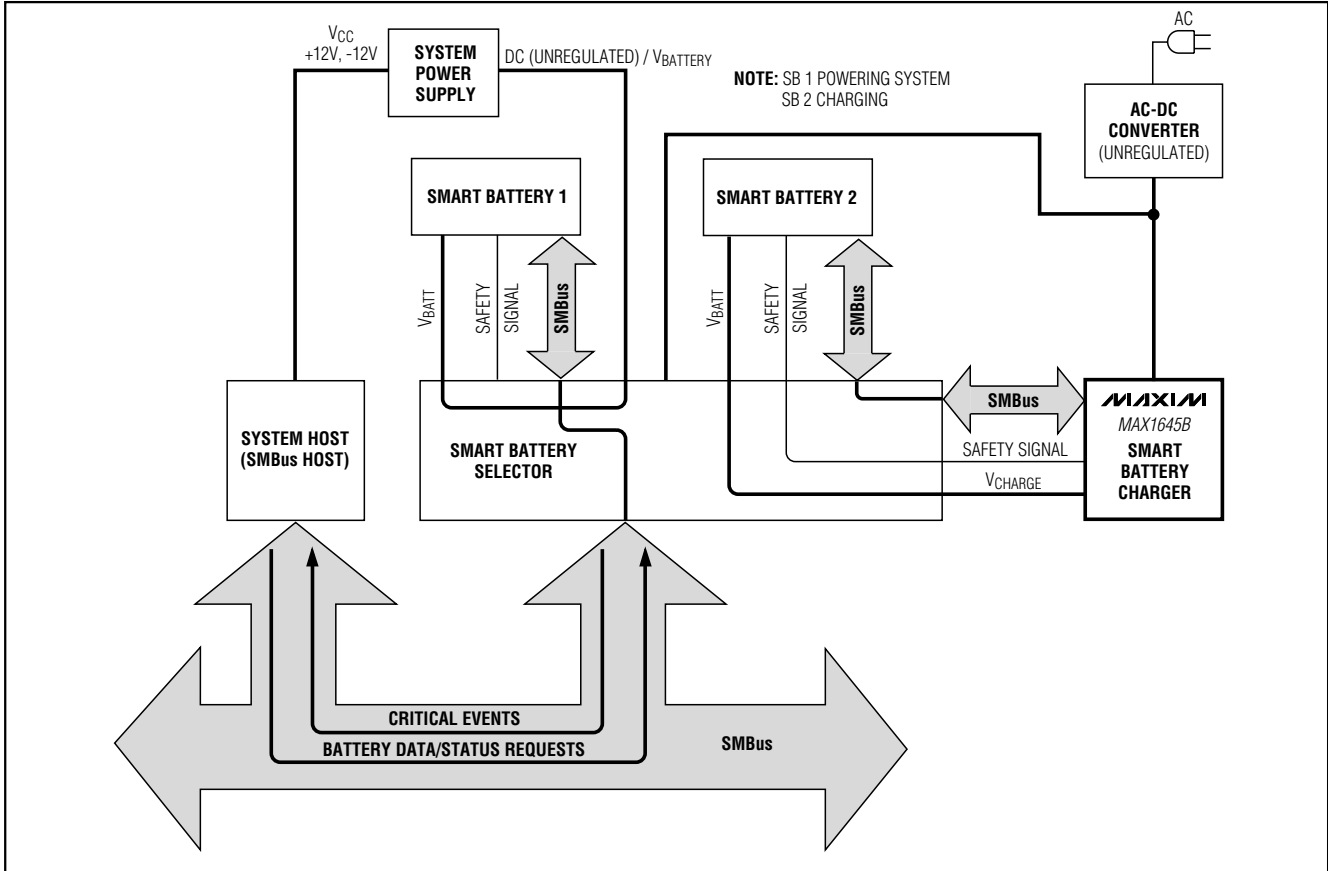 VCC
+12V, -12V
SYSTEM
POWER
SUPPLY
DC (UNREGULATED) / VBATTERY
NOTE: SB 1 POWERING SYSTEM
SB 2 CHARGING
AC
AC-DC
CONVERTER
(UNREGULATED)
SMART BATTERY 1
SMART BATTERY 2
VBATT
SAFETY
SIGNAL
SMBus
VBATT
SAFETY
SIGNAL
SMBus
SYSTEM HOST
(SMBus HOST)
SMART BATTERY
SELECTOR
SMBus
SAFETY SIGNAL
VCHARGE
MAXIM
MAX1645B
SMART
BATTERY
CHARGER
CRITICAL EVENTS
BATTERY DATA/STATUS REQUESTS
SMBus